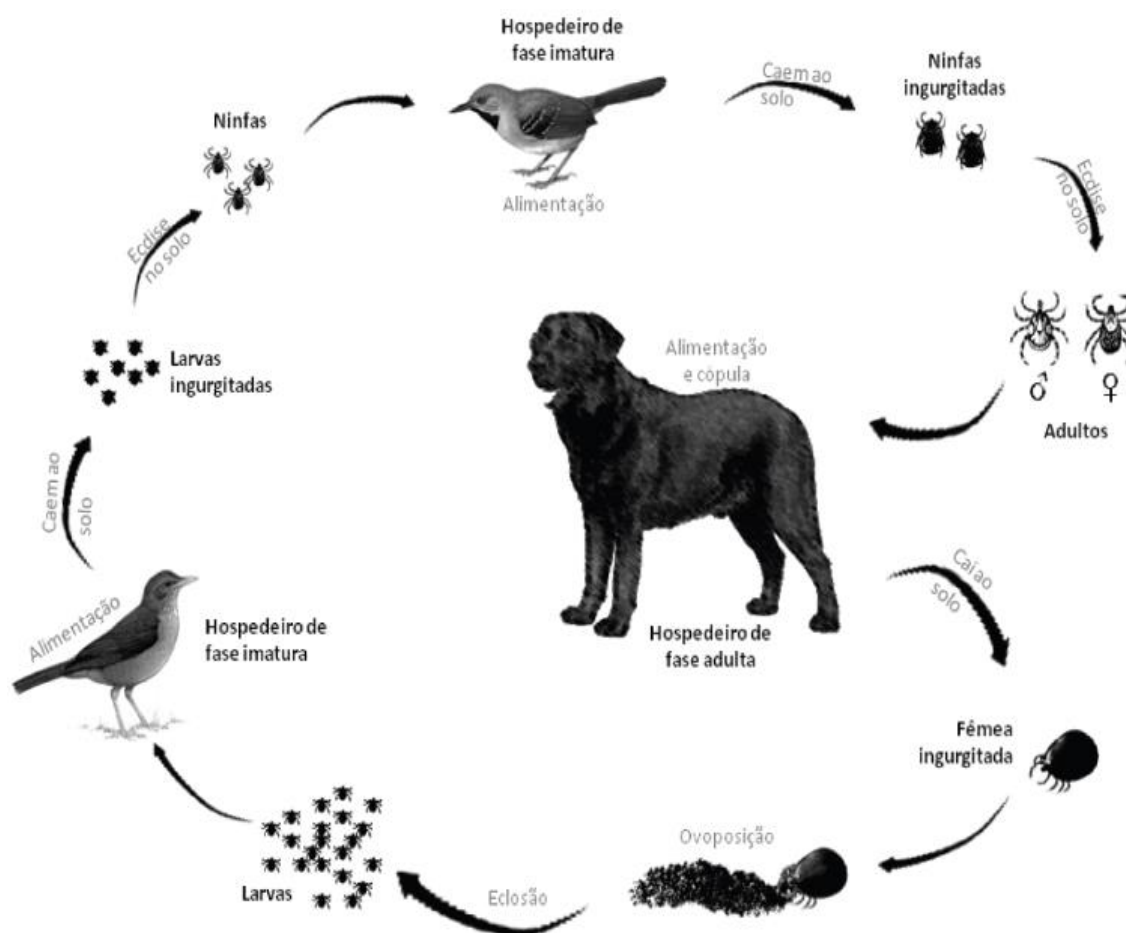 Hospedeiro de
fase imatura
Alimentação
Caem ao
solo
Ninfas
ingurgitadas
Ecdise
no solo
Adultos
♂ ♀
Alimentação
e cópula
Hospedeiro de
fase adulta
Cai ao
solo
Fêmea
ingurgitada
Ovoposição
Eclosão
Larvas
Hospedeiro de
fase imatura
Alimentação
Caem ao
solo
Larvas
ingurgitadas
Ecdise
no solo
Ninfas